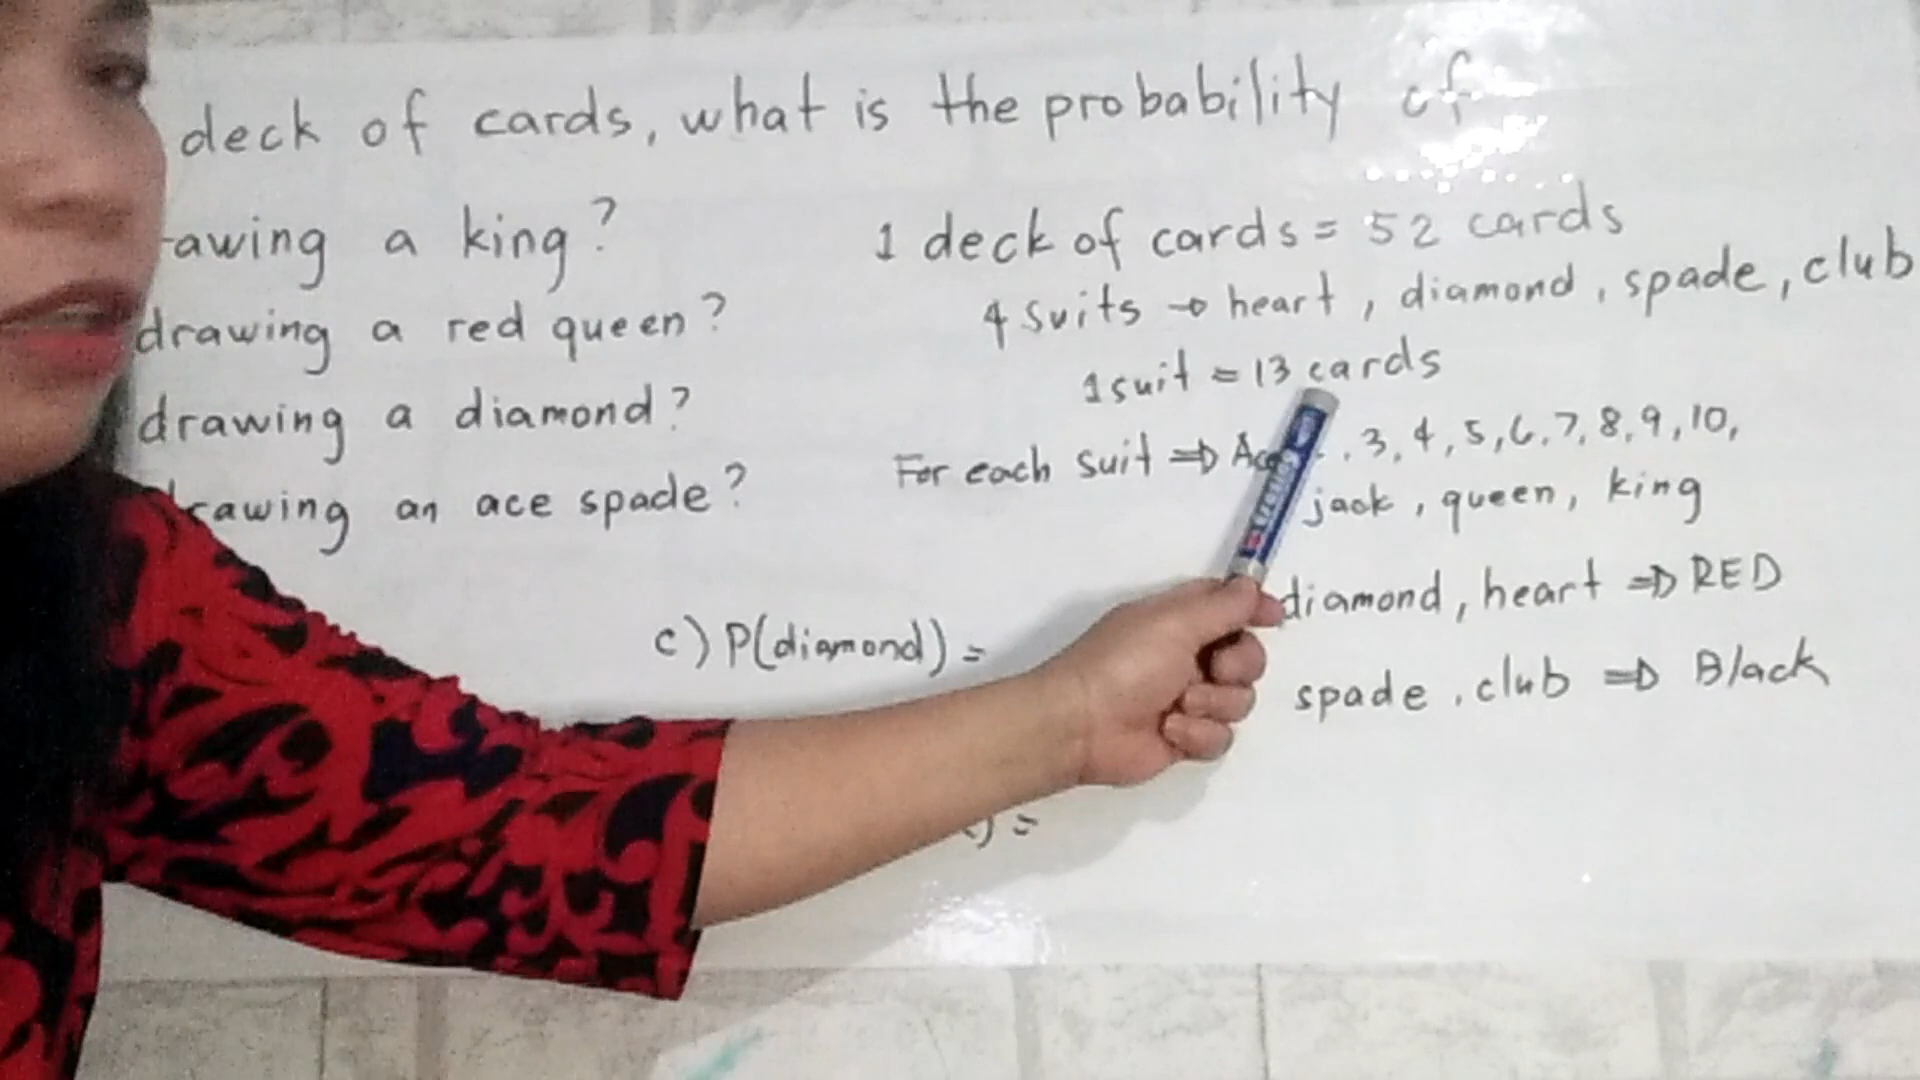 deck of cards, what is the probability of
awing a king?
drawing a red queen?
drawing a diamond?
rawing an ace spade?
1 deck of cards = 52 cards
4 suits → heart, diamond, spade, club
1 suit = 13 cards
For each suit ⇒ Ace , 3, 4, 5, 6, 7, 8, 9, 10,
jack, queen, king
diamond, heart ⇒ RED
spade, club ⇒ Black
c) P(diamond) =
) =